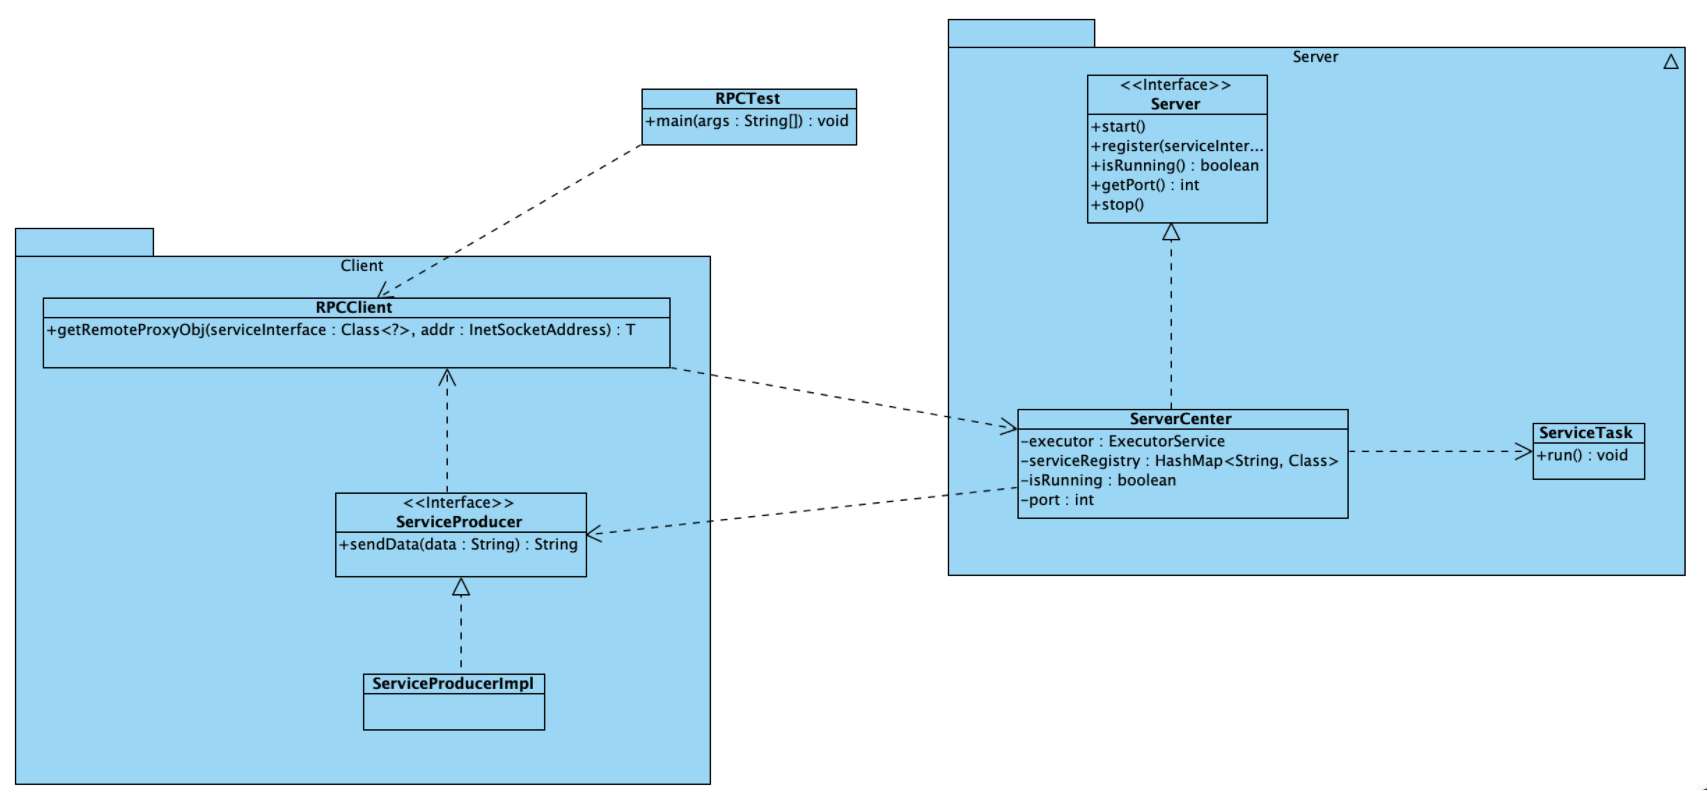 Server
<<Interface>>
Server
+start()
+register(serviceInter...
+isRunning() : boolean
+getPort() : int
+stop()
RPCTest
+main(args : String[]) : void
Client
RPCClient
+getRemoteProxyObj(serviceInterface : Class<?>, addr : InetSocketAddress) : T
ServerCenter
-executor : ExecutorService
-serviceRegistry : HashMap<String, Class>
-isRunning : boolean
-port : int
ServiceTask
+run() : void
<<Interface>>
ServiceProducer
+sendData(data : String) : String
ServiceProducerImpl